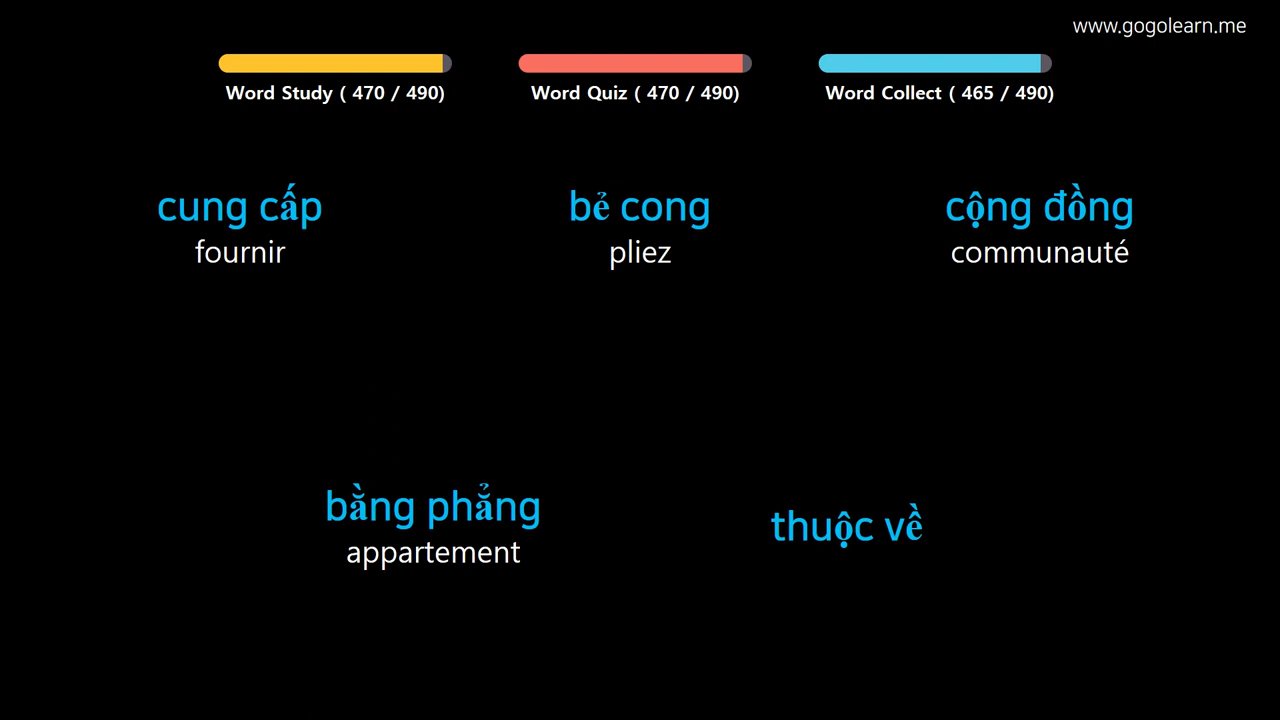 www.gogolearn.me
Word Study ( 470 / 490)
Word Quiz ( 470 / 490)
Word Collect ( 465 / 490)
cung cấp
fournir
bẻ cong
pliez
cộng đồng
communauté
bằng phẳng
appartement
thuộc về